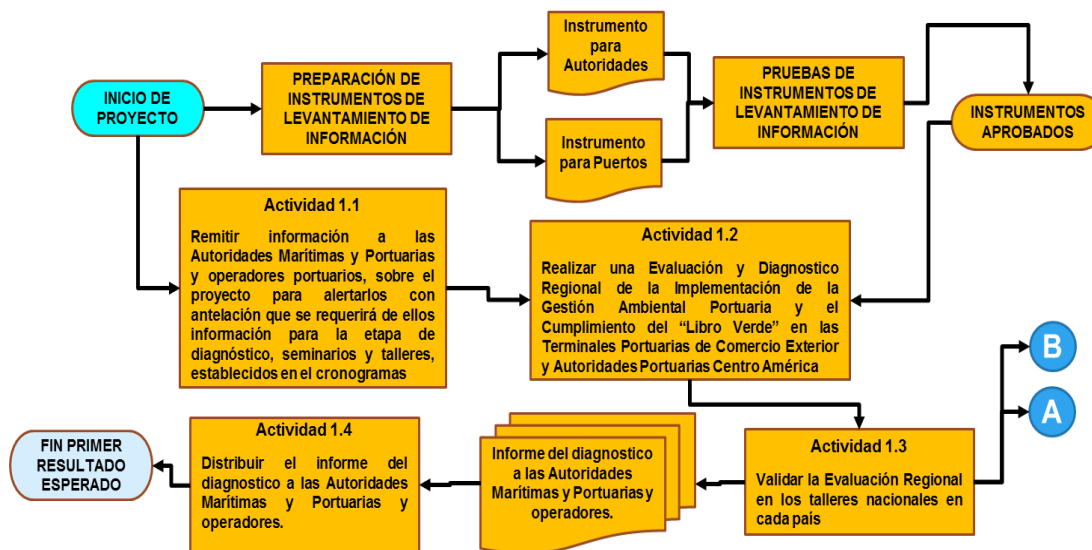 INICIO DE
PROYECTO
PREPARACIÓN DE
INSTRUMENTOS DE
LEVANTAMIENTO DE
INFORMACIÓN
Instrumento
para
Autoridades
Instrumento
para Puertos
PRUEBAS DE
INSTRUMENTOS DE
LEVANTAMIENTO DE
INFORMACIÓN
INSTRUMENTOS
APROBADOS
Actividad 1.1
Remitir información a las
Autoridades Marítimas y Portuarias
y operadores portuarios, sobre el
proyecto para alertarlos con
antelación que se requerirá de ellos
información para la etapa de
diagnóstico, seminarios y talleres,
establecidos en el cronogramas
Actividad 1.2
Realizar una Evaluación y Diagnostico
Regional de la Implementación de la
Gestión Ambiental Portuaria y el
Cumplimiento del “Libro Verde” en las
Terminales Portuarias de Comercio Exterior
y Autoridades Portuarias Centro América
B
A
Actividad 1.3
Validar la Evaluación Regional
en los talleres nacionales en
cada país
Informe del diagnostico
a las Autoridades
Marítimas y Portuarias y
operadores.
Actividad 1.4
Distribuir el informe del
diagnostico a las Autoridades
Marítimas y Portuarias y
operadores.
FIN PRIMER
RESULTADO
ESPERADO